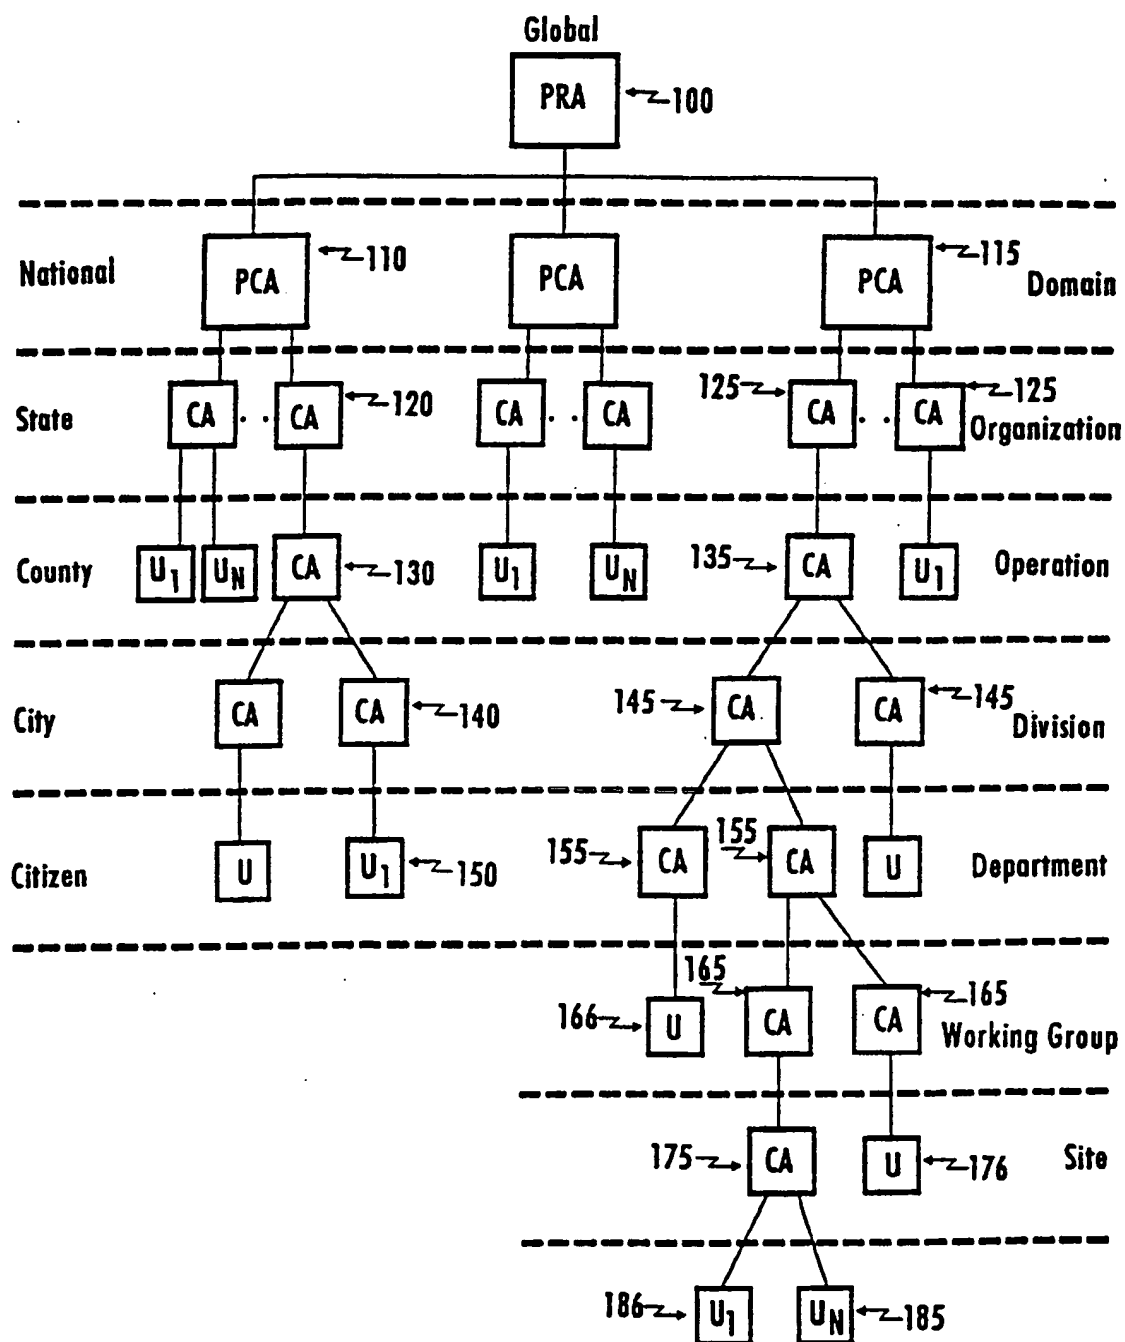 Global
PRA
100
National
PCA
110
PCA
PCA
115
Domain
State
CA
. .
CA
120
CA
. .
CA
125
CA
. .
CA
125
Organization
County
U1
UN
CA
130
U1
UN
135
CA
U1
Operation
City
CA
CA
140
145
CA
CA
145
Division
Citizen
U
U1
150
155
CA
155
CA
U
Department
166
U
165
CA
CA
165
Working Group
175
CA
U
176
Site
186
U1
UN
185